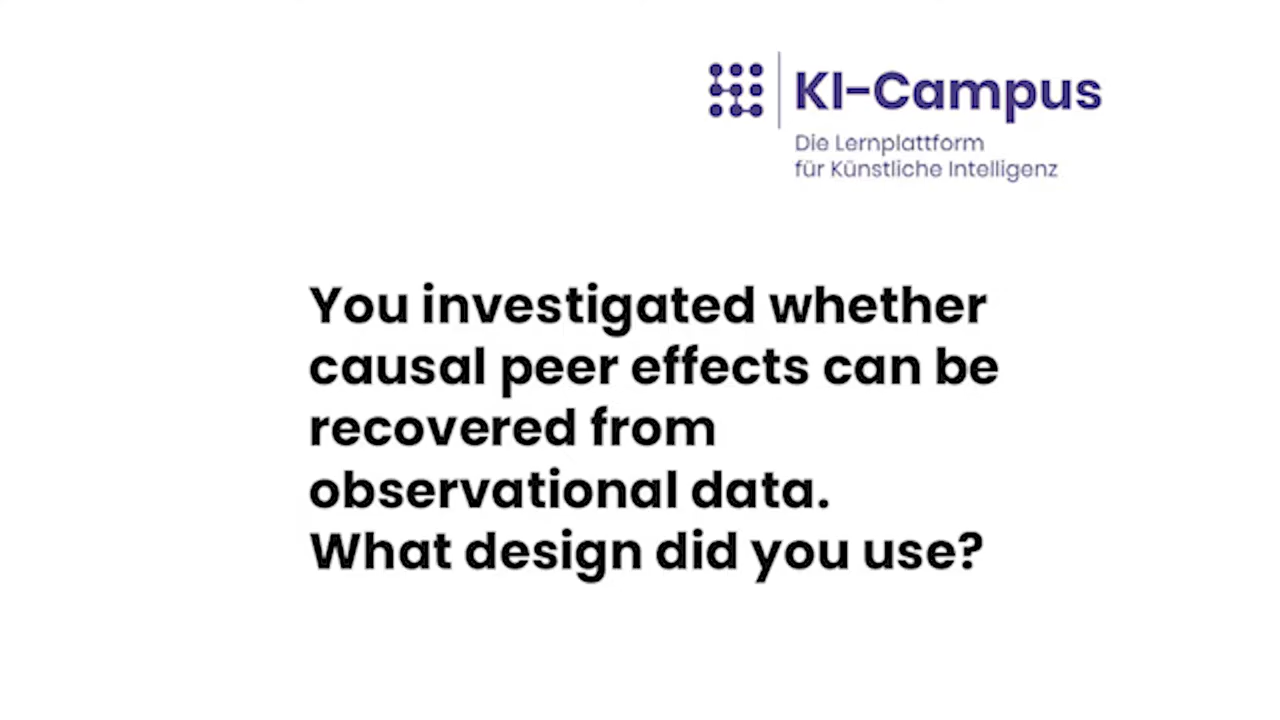 KI-Campus
Die Lernplattform
für Künstliche Intelligenz
You investigated whether
causal peer effects can be
recovered from
observational data.
What design did you use?